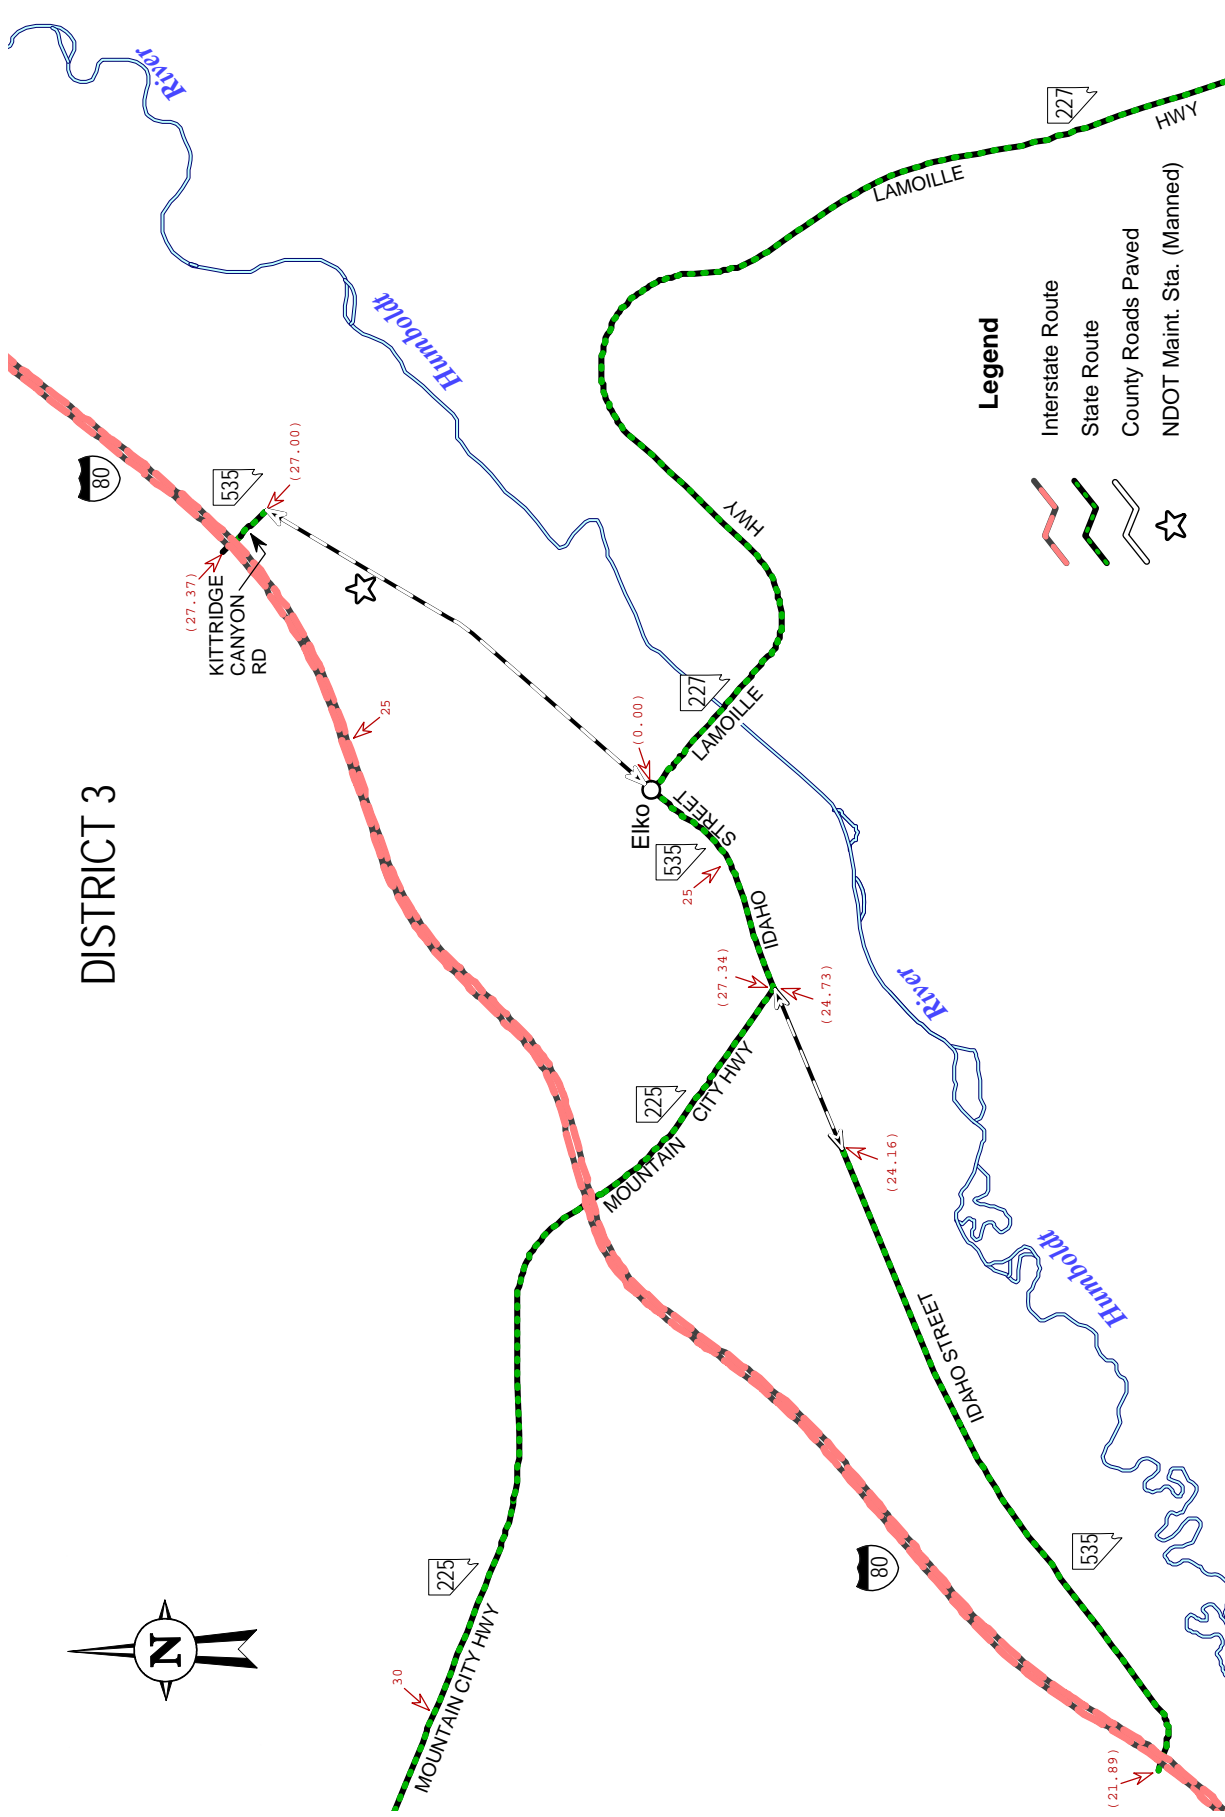 DISTRICT 3
N
River
Humboldt
80
535
(27.00)
(27.37)
KITTRIDGE
CANYON
RD
25
227
HWY
LAMOILLE
HWY
227
LAMOILLE
(0.00)
Elko
STREET
535
25
IDAHO
(27.34)
(24.73)
225
CITY HWY
MOUNTAIN
(24.16)
River
Humboldt
IDAHO STREET
80
535
225
MOUNTAIN CITY HWY
30
(21.89)
Legend
Interstate Route
State Route
County Roads Paved
NDOT Maint. Sta. (Manned)